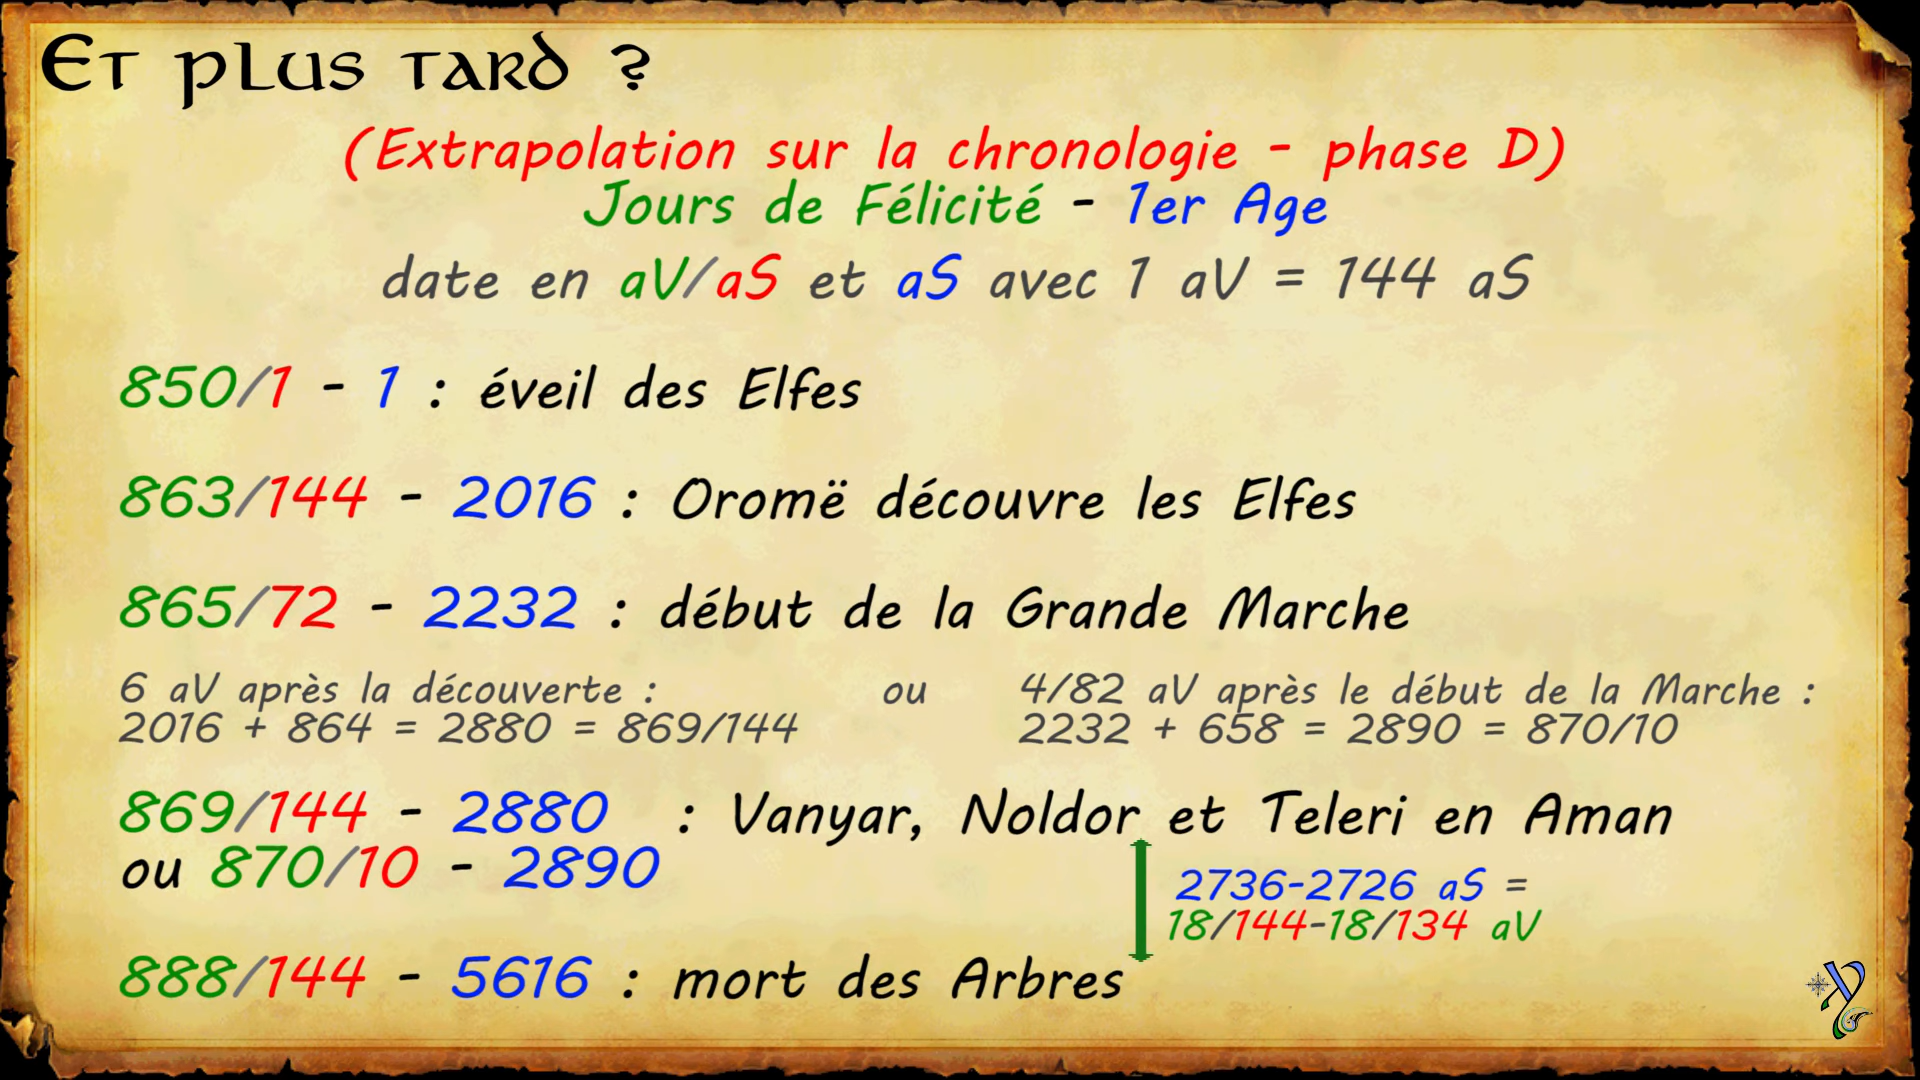 Et plus tard ?
(Extrapolation sur la chronologie - phase D)
Jours de Félicité - 1er Age
date en aV/aS et aS avec 1 aV = 144 aS
850/1 - 1 : éveil des Elfes
863/144 - 2016 : Oromë découvre les Elfes
865/72 - 2232 : début de la Grande Marche
6 aV après la découverte : ou 4/82 aV après le début de la Marche :
2016 + 864 = 2880 = 869/144 2232 + 658 = 2890 = 870/10
869/144 - 2880 : Vanyar, Noldor et Teleri en Aman
ou 870/10 - 2890
2736-2726 aS =
18/144-18/134 aV
888/144 - 5616 : mort des Arbres